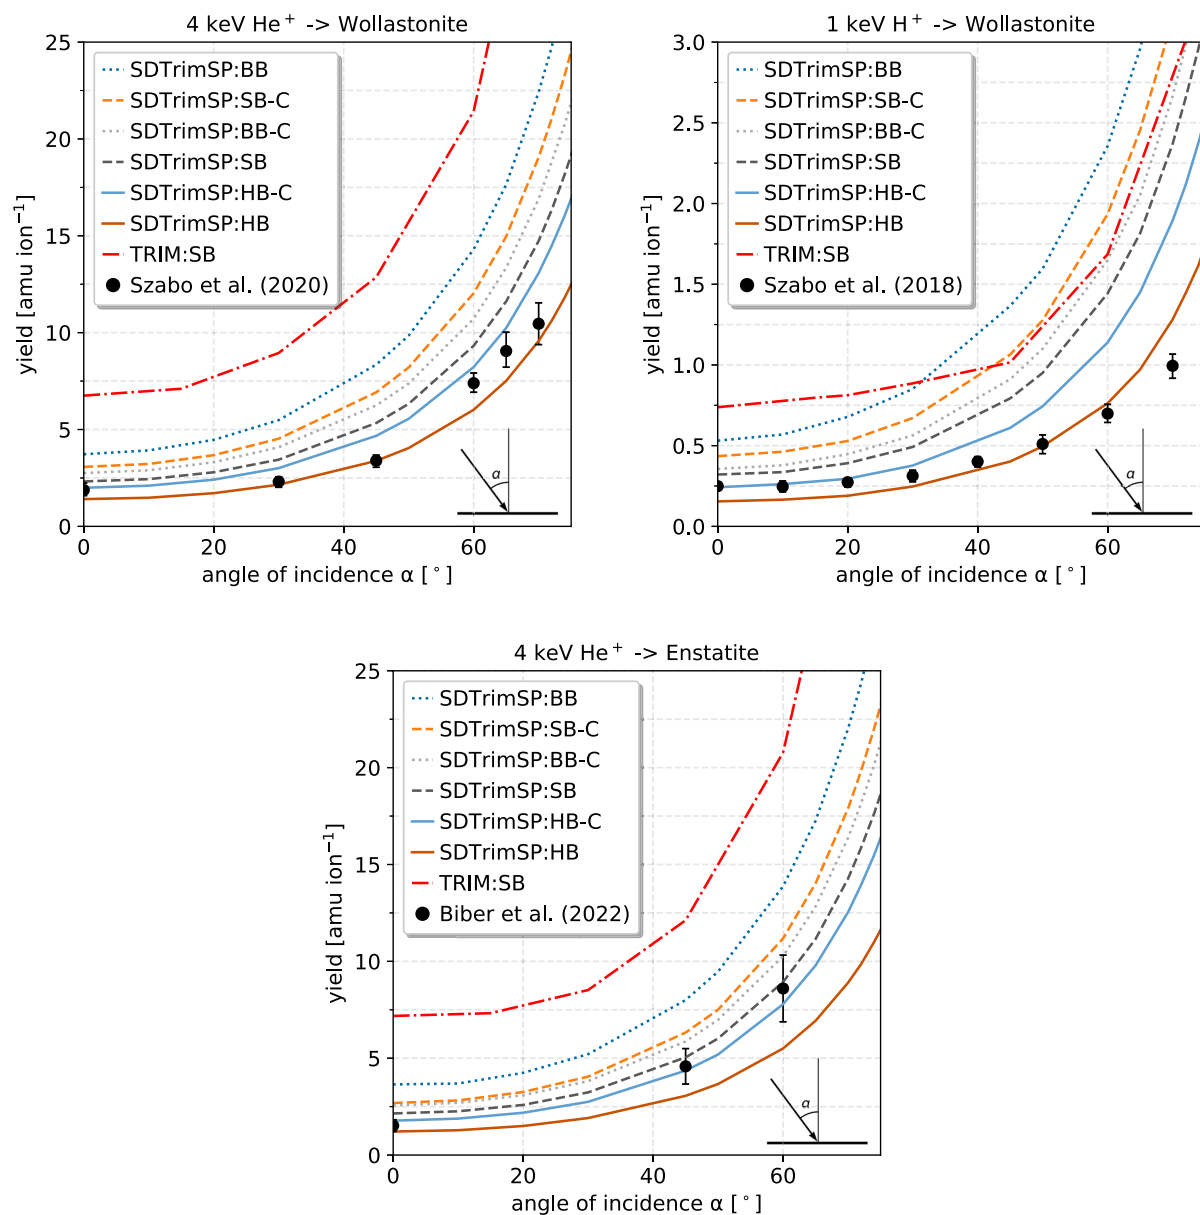 4 keV He⁺ -> Wollastonite
25
20
15
10
5
0
yield [amu ion⁻¹]
SDTrimSP:BB
SDTrimSP:SB-C
SDTrimSP:BB-C
SDTrimSP:SB
SDTrimSP:HB-C
SDTrimSP:HB
TRIM:SB
Szabo et al. (2020)
α
0 20 40 60
angle of incidence α [°]
1 keV H⁺ -> Wollastonite
3.0
2.5
2.0
1.5
1.0
0.5
0.0
yield [amu ion⁻¹]
SDTrimSP:BB
SDTrimSP:SB-C
SDTrimSP:BB-C
SDTrimSP:SB
SDTrimSP:HB-C
SDTrimSP:HB
TRIM:SB
Szabo et al. (2018)
α
0 20 40 60
angle of incidence α [°]
4 keV He⁺ -> Enstatite
25
20
15
10
5
0
yield [amu ion⁻¹]
SDTrimSP:BB
SDTrimSP:SB-C
SDTrimSP:BB-C
SDTrimSP:SB
SDTrimSP:HB-C
SDTrimSP:HB
TRIM:SB
Biber et al. (2022)
α
0 20 40 60
angle of incidence α [°]